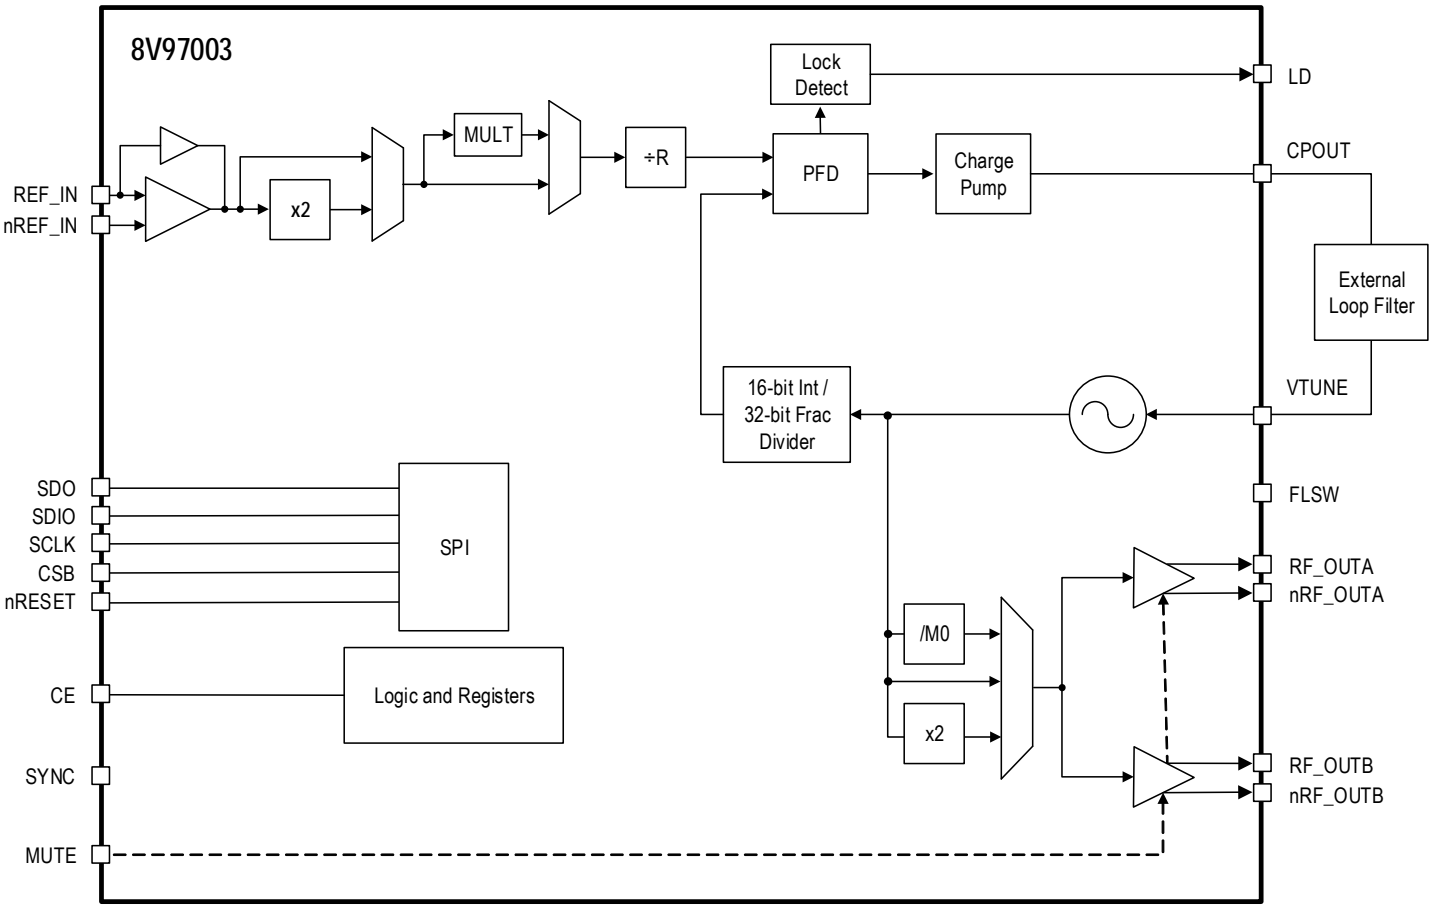 8V97003
Lock
Detect
LD
MULT
÷R
PFD
Charge
Pump
CPOUT
REF_IN
nREF_IN
x2
External
Loop Filter
16-bit Int /
32-bit Frac
Divider
VTUNE
SDO
SDIO
SCLK
CSB
nRESET
SPI
FLSW
RF_OUTA
nRF_OUTA
/M0
x2
CE
Logic and Registers
SYNC
RF_OUTB
nRF_OUTB
MUTE